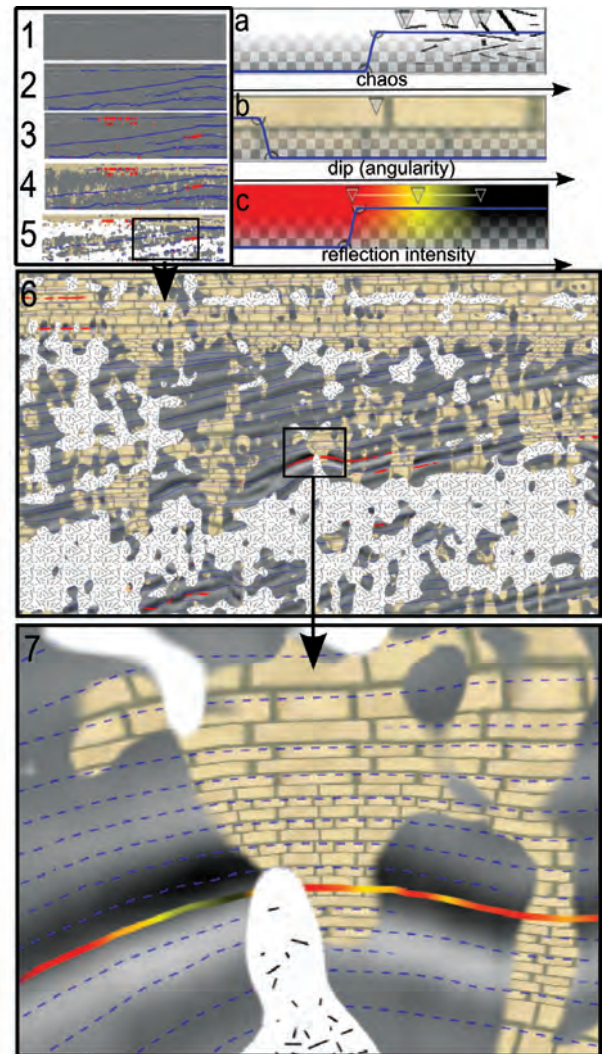 1
2
3
4
5
a
chaos
b
dip (angularity)
c
reflection intensity
6
7